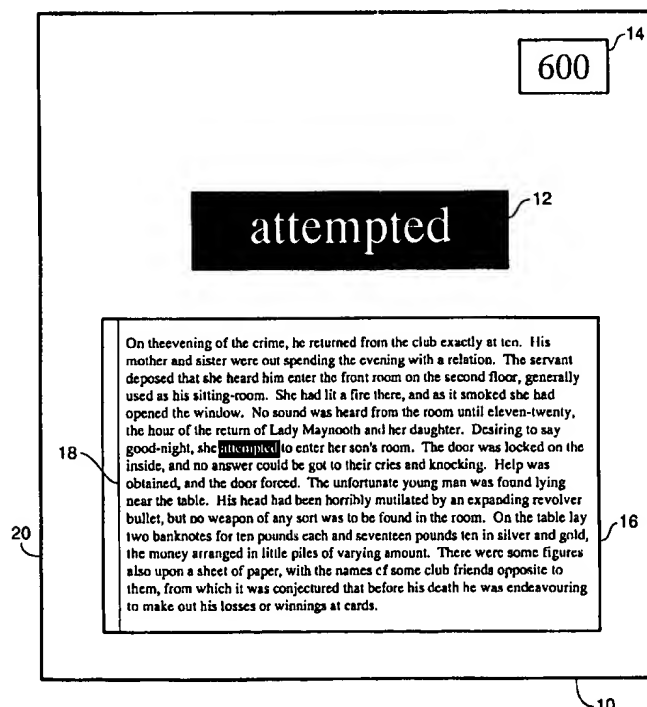 14
600
12
attempted
On theevening of the crime, he returned from the club exactly at ten. His
mother and sister were out spending the evening with a relation. The servant
deposed that she heard him enter the front room on the second floor, generally
used as his sitting-room. She had lit a fire there, and as it smoked she had
opened the window. No sound was heard from the room until eleven-twenty,
the hour of the return of Lady Maynooth and her daughter. Desiring to say
good-night, she attempted to enter her son's room. The door was locked on the
inside, and no answer could be got to their cries and knocking. Help was
obtained, and the door forced. The unfortunate young man was found lying
near the table. His head had been horribly mutilated by an expanding revolver
bullet, but no weapon of any sort was to be found in the room. On the table lay
two banknotes for ten pounds each and seventeen pounds ten in silver and gold,
the money arranged in little piles of varying amount. There were some figures
also upon a sheet of paper, with the names of some club friends opposite to
them, from which it was conjectured that before his death he was endeavouring
to make out his losses or winnings at cards.
18
20
16
10